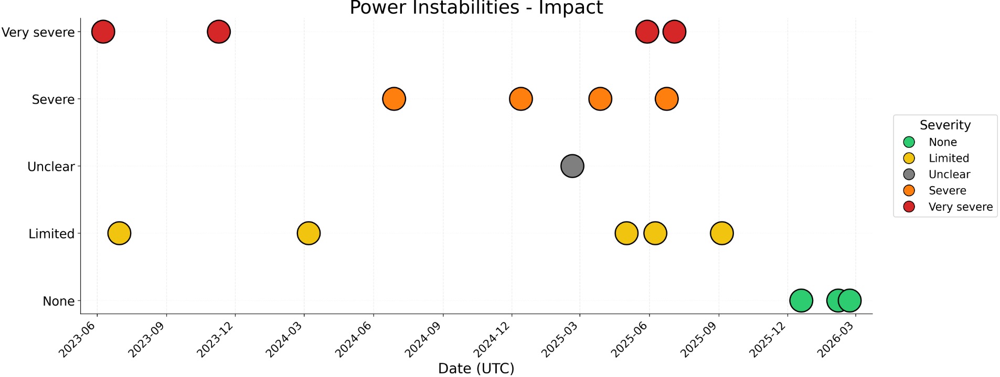 Power Instabilities - Impact
Very severe
Severe
Unclear
Limited
None
2023-06
2023-09
2023-12
2024-03
2024-06
2024-09
2024-12
2025-03
2025-06
2025-09
2025-12
2026-03
Date (UTC)
Severity
None
Limited
Unclear
Severe
Very severe